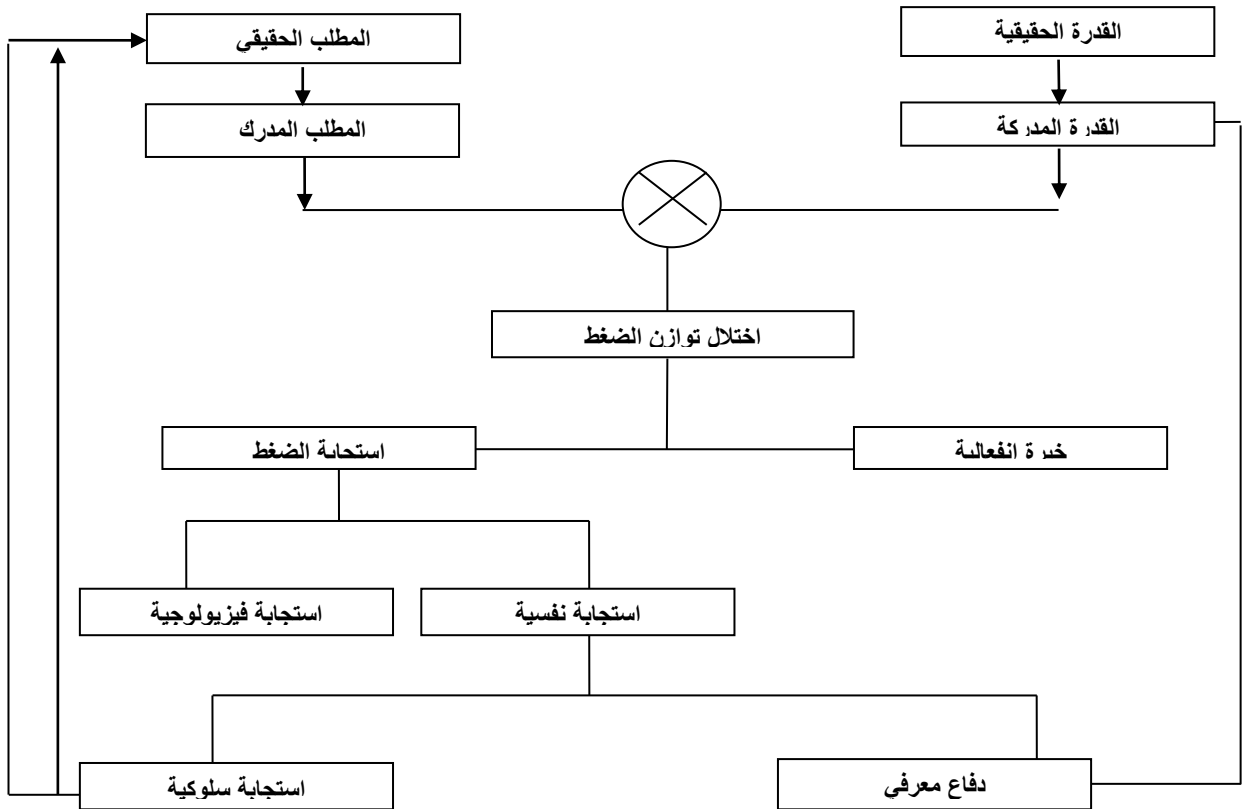 القدرة الحقيقية
المطلب الحقيقي
القدرة المدركة
المطلب المدرك
اختلال توازن الضغط
خبرة انفعالية
استجابة الضغط
استجابة نفسية
استجابة فيزيولوجية
دفاع معرفي
استجابة سلوكية